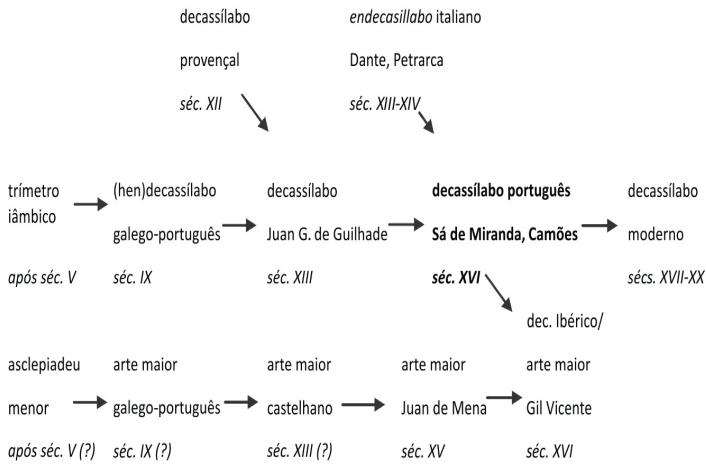 decassílabo
provençal
séc. XII
endecasillabo italiano
Dante, Petrarca
séc. XIII-XIV
trímetro
iâmbico
após séc. V
(hen)decassílabo
galego-português
séc. IX
decassílabo
Juan G. de Guilhade
séc. XIII
decassílabo português
Sá de Miranda, Camões
séc. XVI
decassílabo
moderno
sécs. XVII-XX
asclepiadeu
menor
após séc. V (?)
arte maior
galego-português
séc. IX (?)
arte maior
castelhano
séc. XIII (?)
arte maior
Juan de Mena
séc. XV
dec. Ibérico/
arte maior
Gil Vicente
séc. XVI